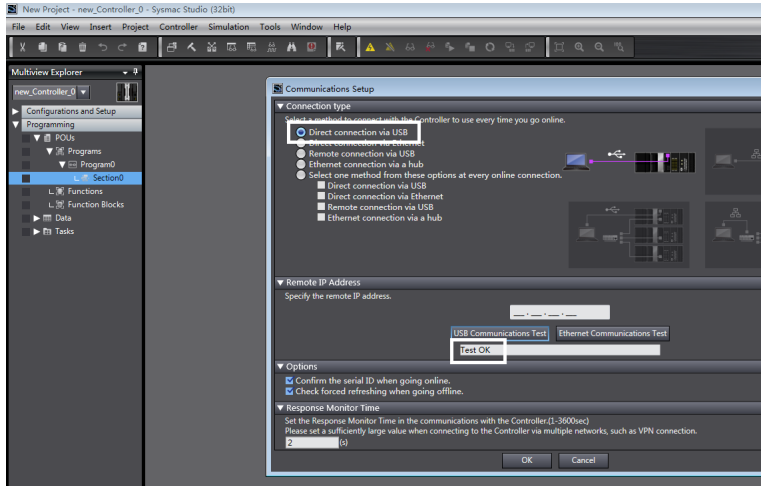 New Project - new_Controller_0 - Sysmac Studio (32bit)
File Edit View Insert Project Controller Simulation Tools Window Help
Multiview Explorer
new_Controller_0
Configurations and Setup
Programming
POUs
Programs
Program0
Section0
Functions
Function Blocks
Data
Tasks
Communications Setup
Connection type
Select a method to connect with the Controller to use every time you go online.
Direct connection via USB
Direct connection via Ethernet
Remote connection via USB
Ethernet connection via a hub
Select one method from these options at every online connection.
Direct connection via USB
Direct connection via Ethernet
Remote connection via USB
Ethernet connection via a hub
Remote IP Address
Specify the remote IP address.
__ . __ . __ . __
USB Communications Test Ethernet Communications Test
Test OK
Options
Confirm the serial ID when going online.
Check forced refreshing when going offline.
Response Monitor Time
Set the Response Monitor Time in the communications with the Controller.(1-3600sec)
Please set a sufficiently large value when connecting to the Controller via multiple networks, such as VPN connection.
2 (s)
OK Cancel